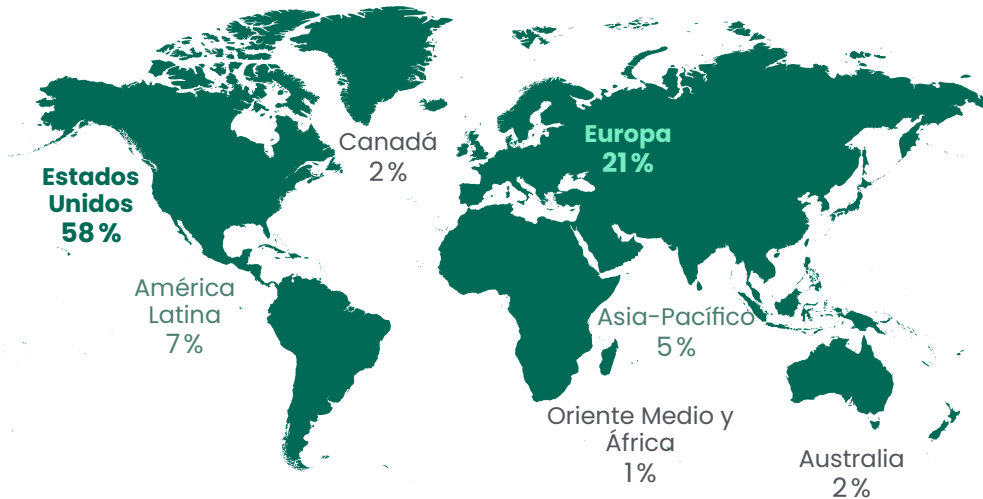 Canadá
2 %
Europa
21 %
Estados
Unidos
58 %
América
Latina
7 %
Asia-Pacífico
5 %
Oriente Medio y
África
1 %
Australia
2 %